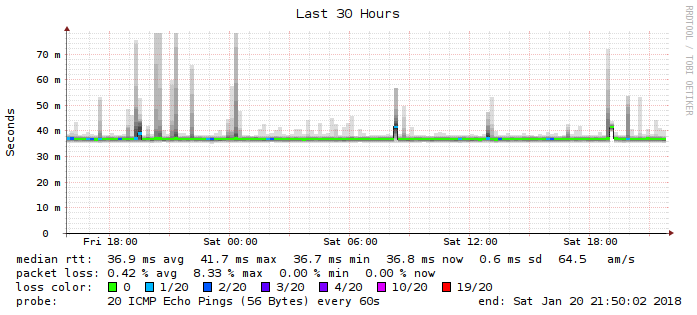 Last 30 Hours
RRDTOOL / TOBI OETIKER
Seconds
70 m
60 m
50 m
40 m
30 m
20 m
10 m
0
Fri 18:00 Sat 00:00 Sat 06:00 Sat 12:00 Sat 18:00
median rtt: 36.9 ms avg 41.7 ms max 36.7 ms min 36.8 ms now 0.6 ms sd 64.5 am/s
packet loss: 0.42 % avg 8.33 % max 0.00 % min 0.00 % now
loss color: 0 1/20 2/20 3/20 4/20 10/20 19/20
probe: 20 ICMP Echo Pings (56 Bytes) every 60s end: Sat Jan 20 21:50:02 2018